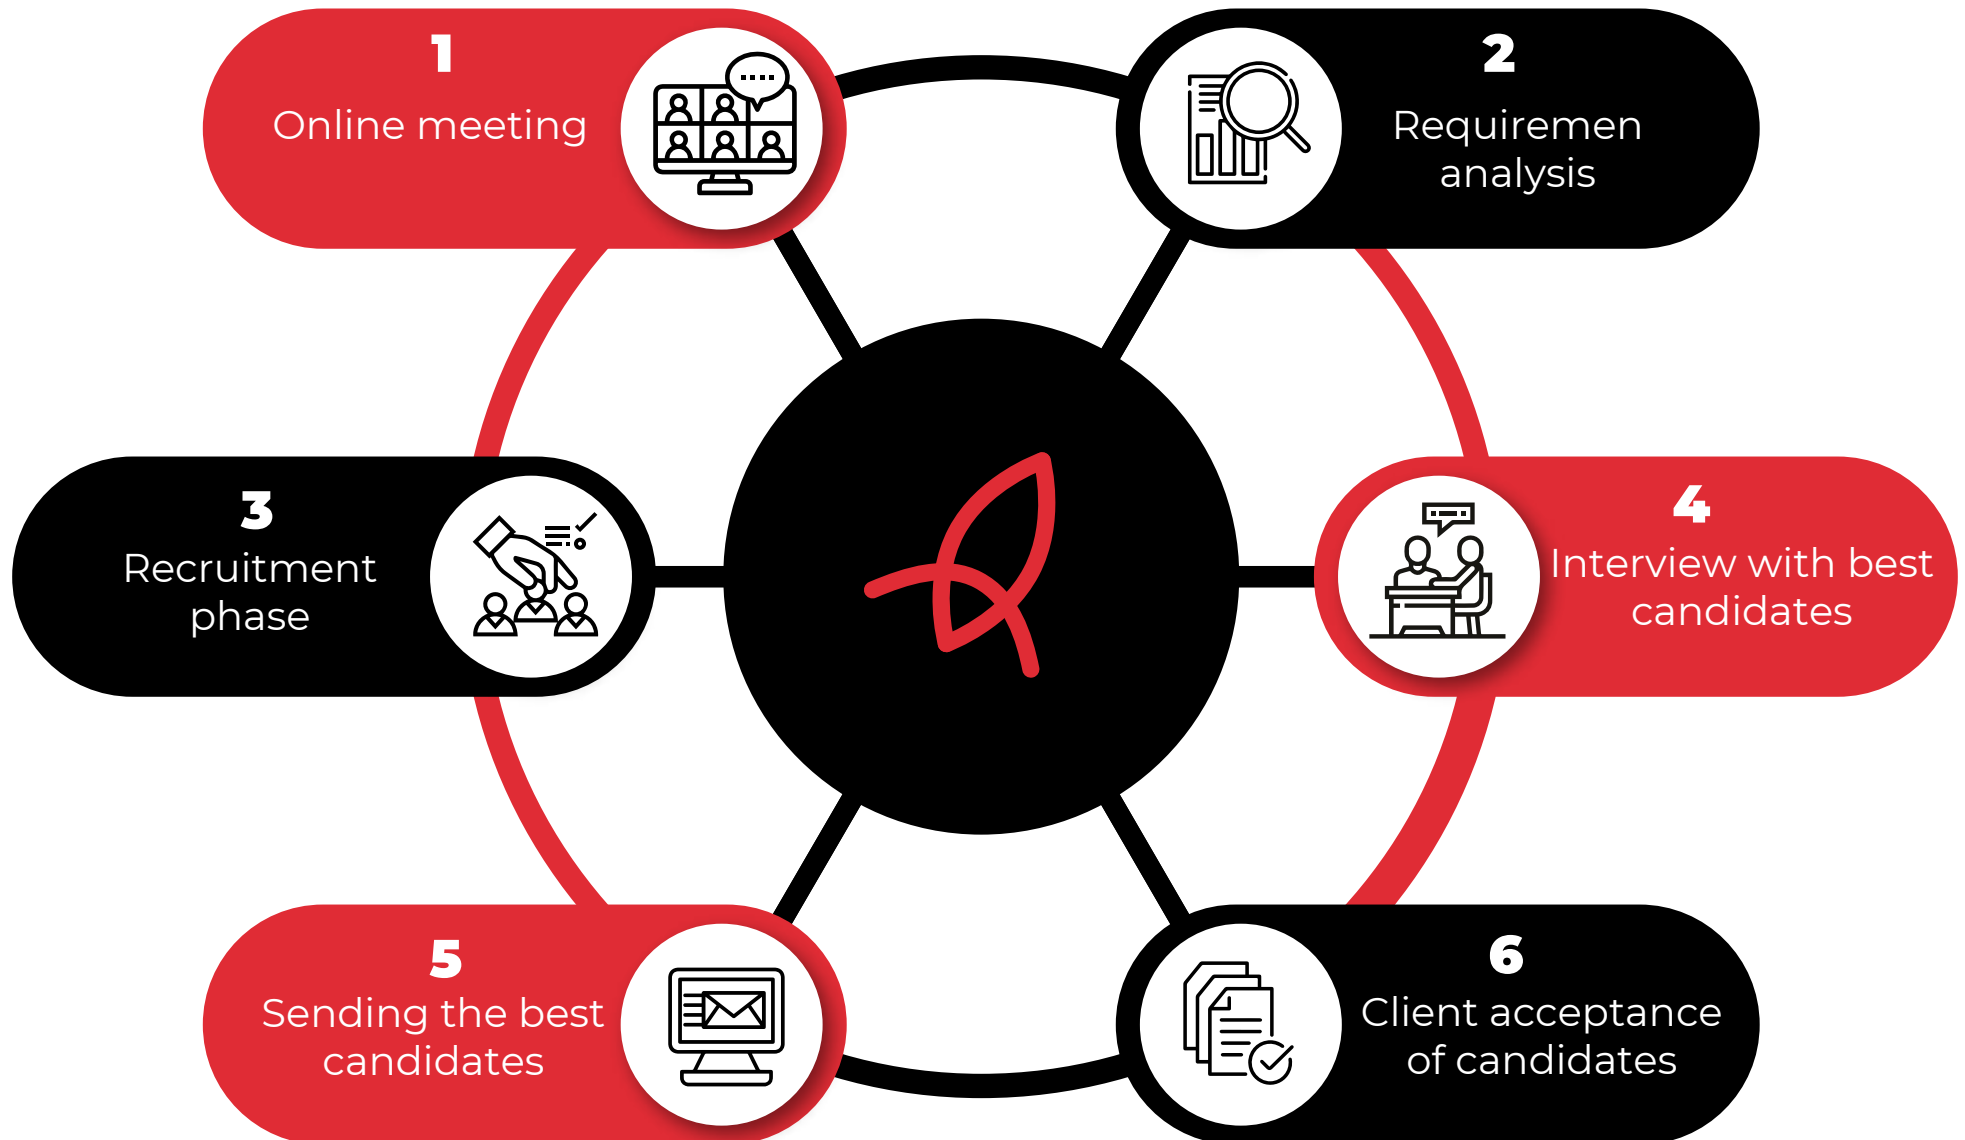 1
Online meeting
2
Requiremen
analysis
3
Recruitment
phase
4
Interview with best
candidates
5
Sending the best
candidates
6
Client acceptance
of candidates